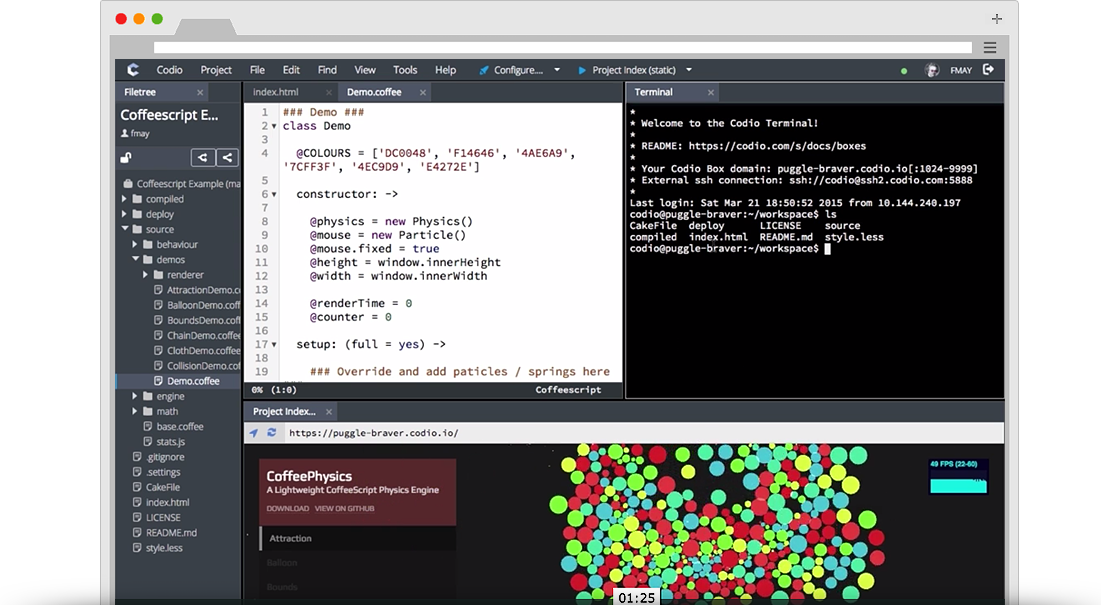 Codio Project File Edit Find View Tools Help Configure.... Project Index (static) FMAY
Filetree
Coffeescript E...
fmay
Coffeescript Example (ma
compiled
deploy
source
behaviour
demos
renderer
AttractionDemo.c
BalloonDemo.coff
BoundsDemo.coff
ChainDemo.coffee
ClothDemo.coffee
CollisionDemo.cof
Demo.coffee
engine
math
base.coffee
stats.js
.gitignore
.settings
CakeFile
index.html
LICENSE
README.md
style.less
index.html Demo.coffee
1 ### Demo ###
2 class Demo
3
4 @COLOURS = ['DC0048', 'F14646', '4AE6A9',
'7CFF3F', '4EC9D9', 'E4272E']
5
6 constructor: ->
7
8 @physics = new Physics()
9 @mouse = new Particle()
10 @mouse.fixed = true
11 @height = window.innerHeight
12 @width = window.innerWidth
13
14 @renderTime = 0
15 @counter = 0
16
17 setup: (full = yes) ->
18
19 ### Override and add paticles / springs here
0% (1:0) Coffeescript
Terminal
*
* Welcome to the Codio Terminal!
*
* README: https://codio.com/s/docs/boxes
*
* Your Codio Box domain: puggle-braver.codio.io[:1024-9999]
* External ssh connection: ssh://codio@ssh2.codio.com:5888
*
Last login: Sat Mar 21 18:50:52 2015 from 10.144.240.197
codio@puggle-braver:~/workspace$ ls
CakeFile deploy LICENSE source
compiled index.html README.md style.less
codio@puggle-braver:~/workspace$
Project Index...
https://puggle-braver.codio.io/
CoffeePhysics
A Lightweight CoffeeScript Physics Engine
DOWNLOAD VIEW ON GITHUB
Attraction
Balloon
Bounds
49 FPS (22-60)
01:25